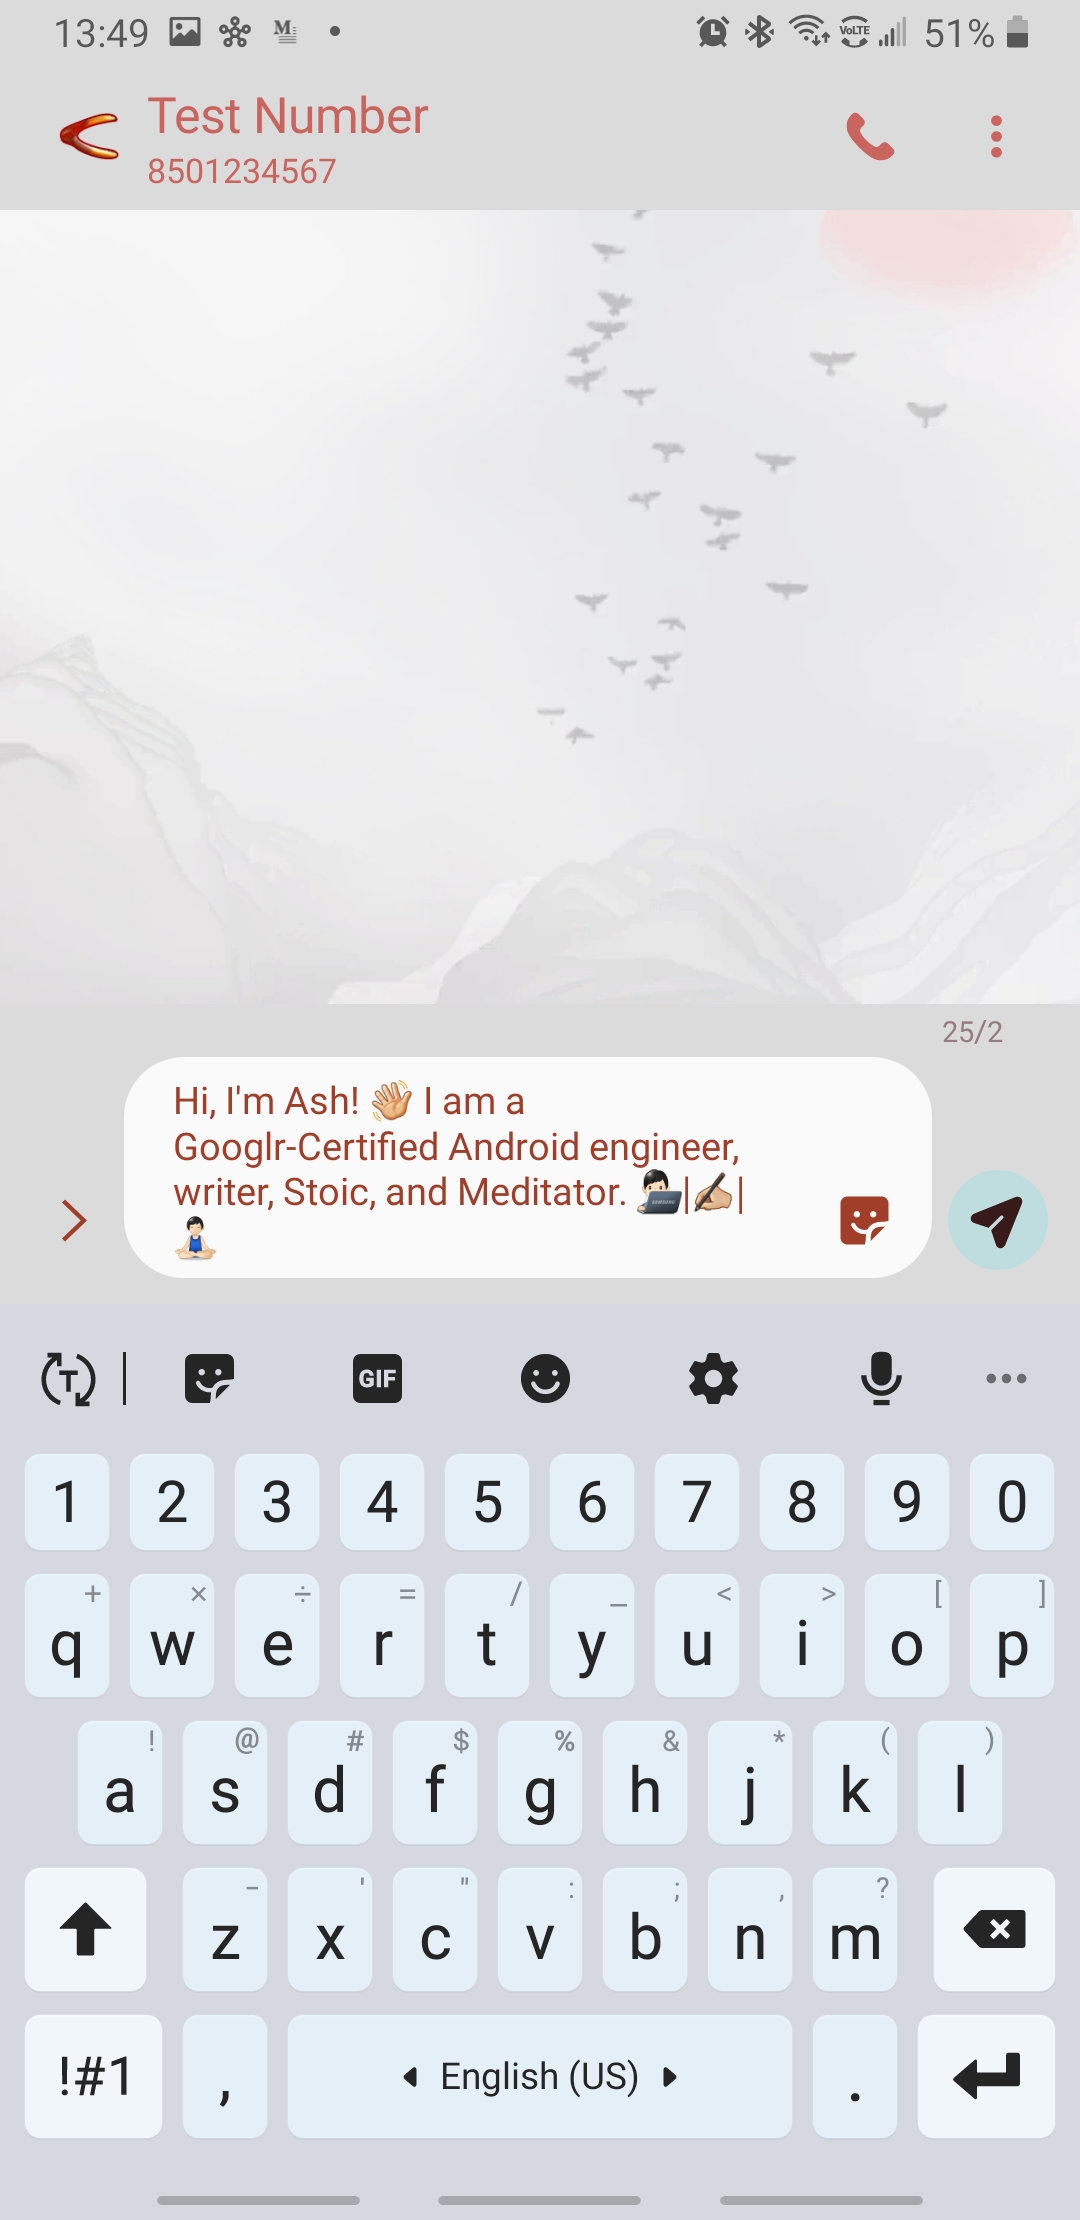 13:49 M VoLTE 51%
Test Number
8501234567
25/2
Hi, I'm Ash! 👋🏻 I am a
Googlr-Certified Android engineer,
writer, Stoic, and Meditator. 👨🏻‍💻|✍🏻|
🧘🏻‍♂️
T GIF
1 2 3 4 5 6 7 8 9 0
+ × ÷ = / _ < > [ ]
q w e r t y u i o p
! @ # $ % & * ( )
a s d f g h j k l
- ' " : ; , ?
z x c v b n m
!#1 , English (US) .